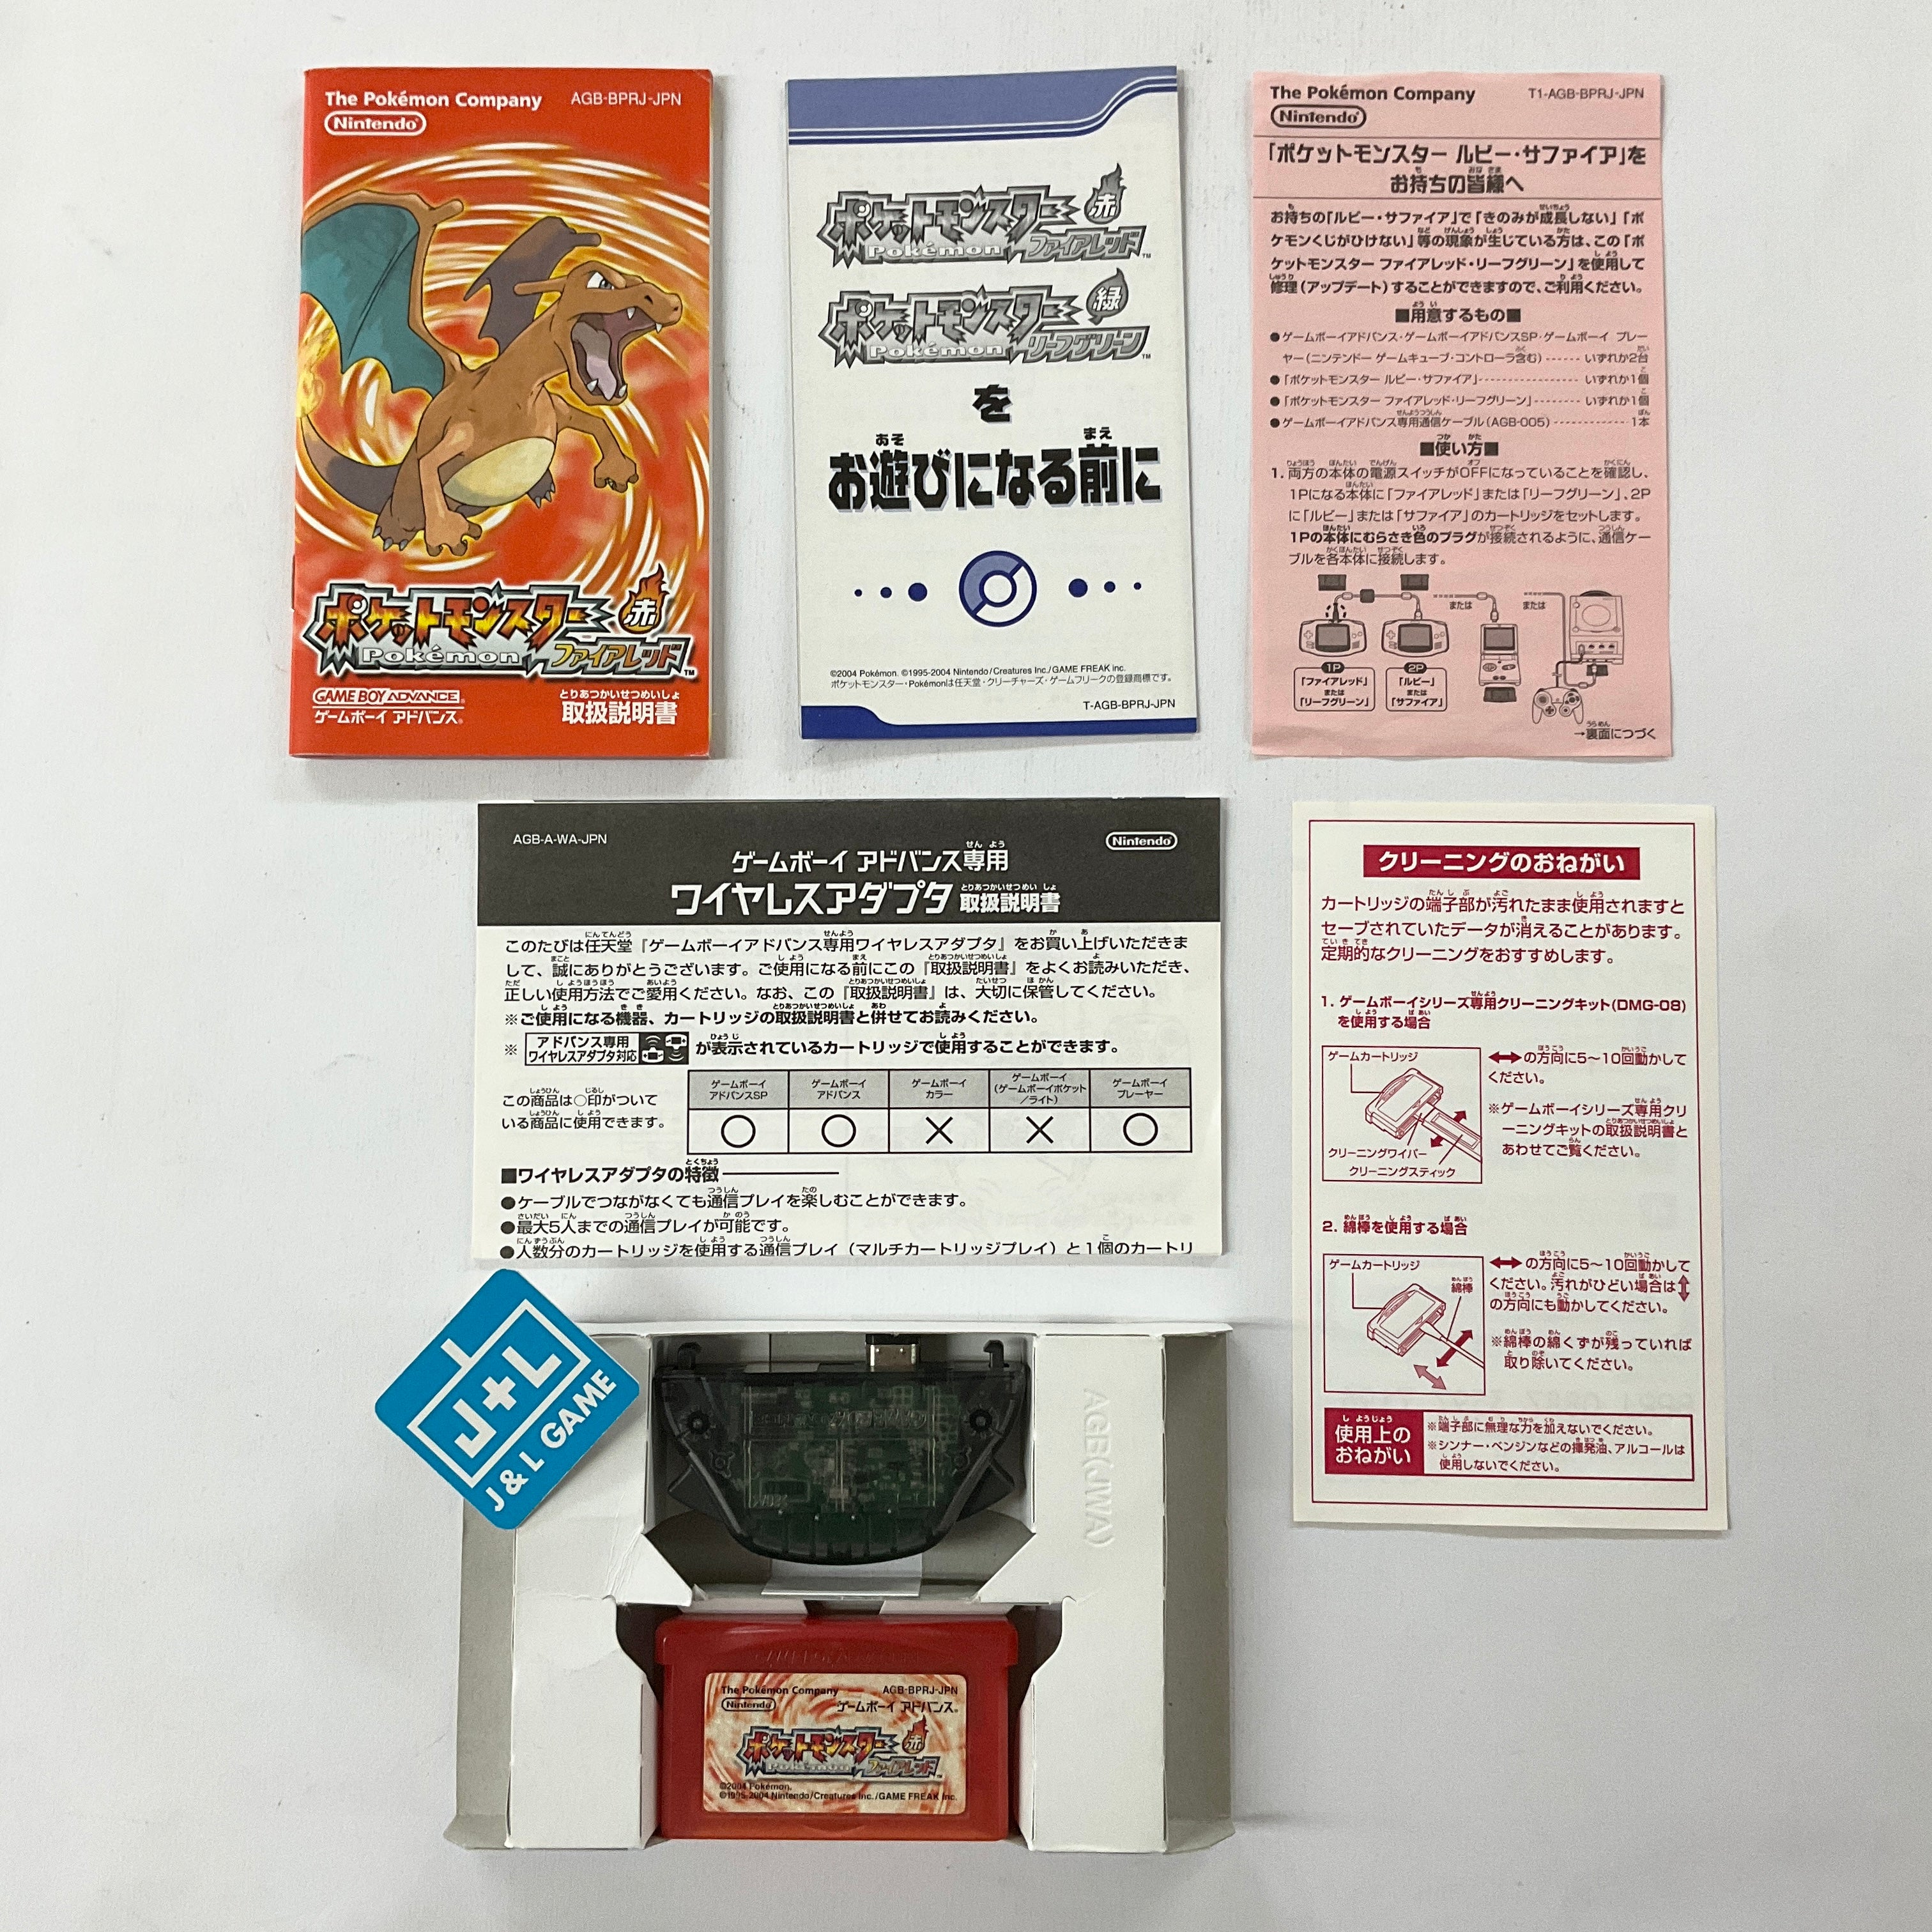 The Pokémon Company AGB-BPRJ-JPN
Nintendo
ポケットモンスター 赤
Pokémon ファイアレッド™
GAME BOY ADVANCE
ゲームボーイ アドバンス®
とりあつかいせつめいしょ
取扱説明書
ポケットモンスター 赤
Pokémon ファイアレッド™
ポケットモンスター 緑
Pokémon リーフグリーン™
を
お遊びになる前に
©2004 Pokémon. ©1995-2004 Nintendo/Creatures Inc./GAME FREAK inc.
ポケットモンスター・Pokémonは任天堂・クリーチャーズ・ゲームフリークの登録商標です。
T-AGB-BPRJ-JPN
The Pokémon Company T1-AGB-BPRJ-JPN
Nintendo
「ポケットモンスター ルビー・サファイア」を
お持ちの皆様へ
お持ちの「ルビー・サファイア」で「きのみが成長しない」「ポ
ケモンくじがひけない」等の現象が生じている方は、この「ポ
ケットモンスター ファイアレッド・リーフグリーン」を使用して
修理(アップデート)することができますので、ご利用ください。
■用意するもの■
●ゲームボーイアドバンス・ゲームボーイアドバンスSP・ゲームボーイ プレー
ヤー(ニンテンドー ゲームキューブ・コントローラ含む)------いずれか2台
●「ポケットモンスター ルビー・サファイア」---------------いずれか1個
●「ポケットモンスター ファイアレッド・リーフグリーン」--------いずれか1個
●ゲームボーイアドバンス専用通信ケーブル(AGB-005)------------1本
■使い方■
1. 両方の本体の電源スイッチがOFFになっていることを確認し、
1Pになる本体に「ファイアレッド」または「リーフグリーン」、2P
に「ルビー」または「サファイア」のカートリッジをセットします。
1Pの本体にむらさき色のプラグが接続されるように、通信ケー
ブルを各本体に接続します。
または または
1P 2P
「ファイアレッド」 または 「リーフグリーン」
「ルビー」 または 「サファイア」
→裏面につづく
AGB-A-WA-JPN Nintendo
ゲームボーイ アドバンス専用
ワイヤレスアダプタ 取扱説明書
このたびは任天堂『ゲームボーイアドバンス専用ワイヤレスアダプタ』をお買い上げいただきま
して、誠にありがとうございます。ご使用になる前にこの『取扱説明書』をよくお読みいただき、
正しい使用方法でご愛用ください。なお、この『取扱説明書』は、大切に保管してください。
※ご使用になる機器、カートリッジの取扱説明書と併せてお読みください。
※ アドバンス専用 ワイヤレスアダプタ対応 が表示されているカートリッジで使用することができます。
この商品は○印がついて
いる商品に使用できます。
ゲームボーイ アドバンスSP ゲームボーイ アドバンス ゲームボーイ カラー ゲームボーイ (ゲームボーイポケット /ライト) ゲームボーイ プレーヤー
○ ○ × × ○
■ワイヤレスアダプタの特徴
●ケーブルでつながなくても通信プレイを楽しむことができます。
●最大5人までの通信プレイが可能です。
●人数分のカートリッジを使用する通信プレイ(マルチカートリッジプレイ)と1個のカートリ
クリーニングのおねがい
カートリッジの端子部が汚れたまま使用されますと
セーブされていたデータが消えることがあります。
定期的なクリーニングをおすすめします。
1. ゲームボーイシリーズ専用クリーニングキット(DMG-08)
を使用する場合
ゲームカートリッジ
クリーニングワイパー
クリーニングスティック
↔の方向に5~10回動かして
ください。
※ゲームボーイシリーズ専用クリ
ーニングキットの取扱説明書と
あわせてご覧ください。
2. 綿棒を使用する場合
ゲームカートリッジ
綿棒
↔の方向に5~10回動かして
ください。汚れがひどい場合は↕
の方向にも動かしてください。
※綿棒の綿くずが残っていれば
取り除いてください。
使用上の
おねがい
※端子部に無理な力を加えないでください。
※シンナー・ベンジンなどの揮発油、アルコールは
使用しないでください。
J+L
J&L GAME
AGB(JWA)
The Pokémon Company AGB-BPRJ-JPN
Nintendo ゲームボーイ アドバンス®
ポケットモンスター 赤
Pokémon ファイアレッド™
©2004 Pokémon.
©1995-2004 Nintendo/Creatures Inc./GAME FREAK inc.